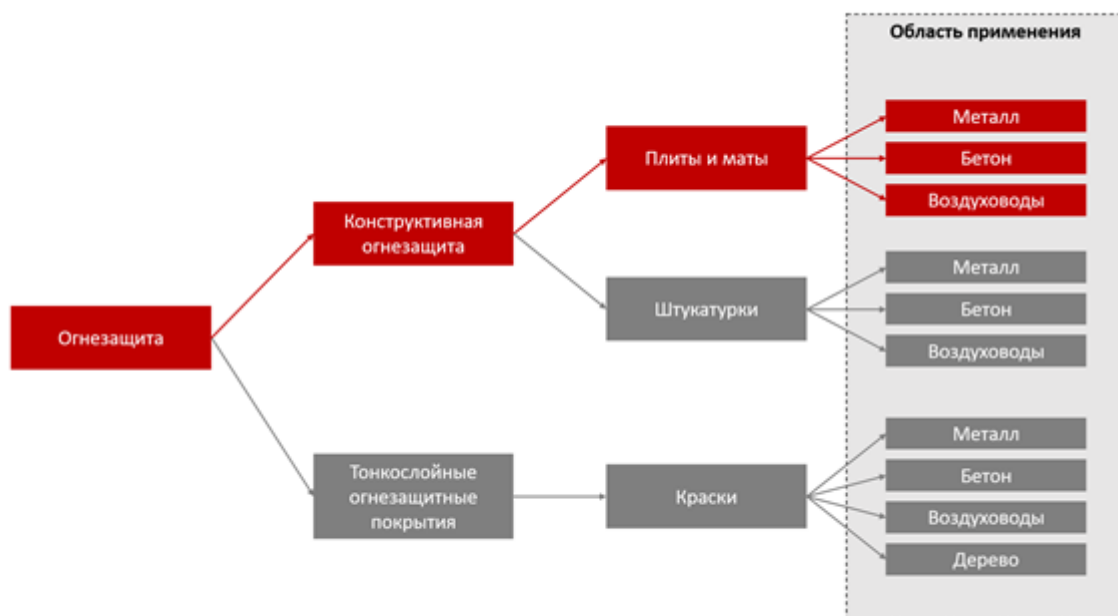 Область применения
Металл
Плиты и маты
Бетон
Воздуховоды
Конструктивная
огнезащита
Металл
Штукатурки
Бетон
Воздуховоды
Огнезащита
Металл
Тонкослойные
огнезащитные
покрытия
Краски
Бетон
Воздуховоды
Дерево